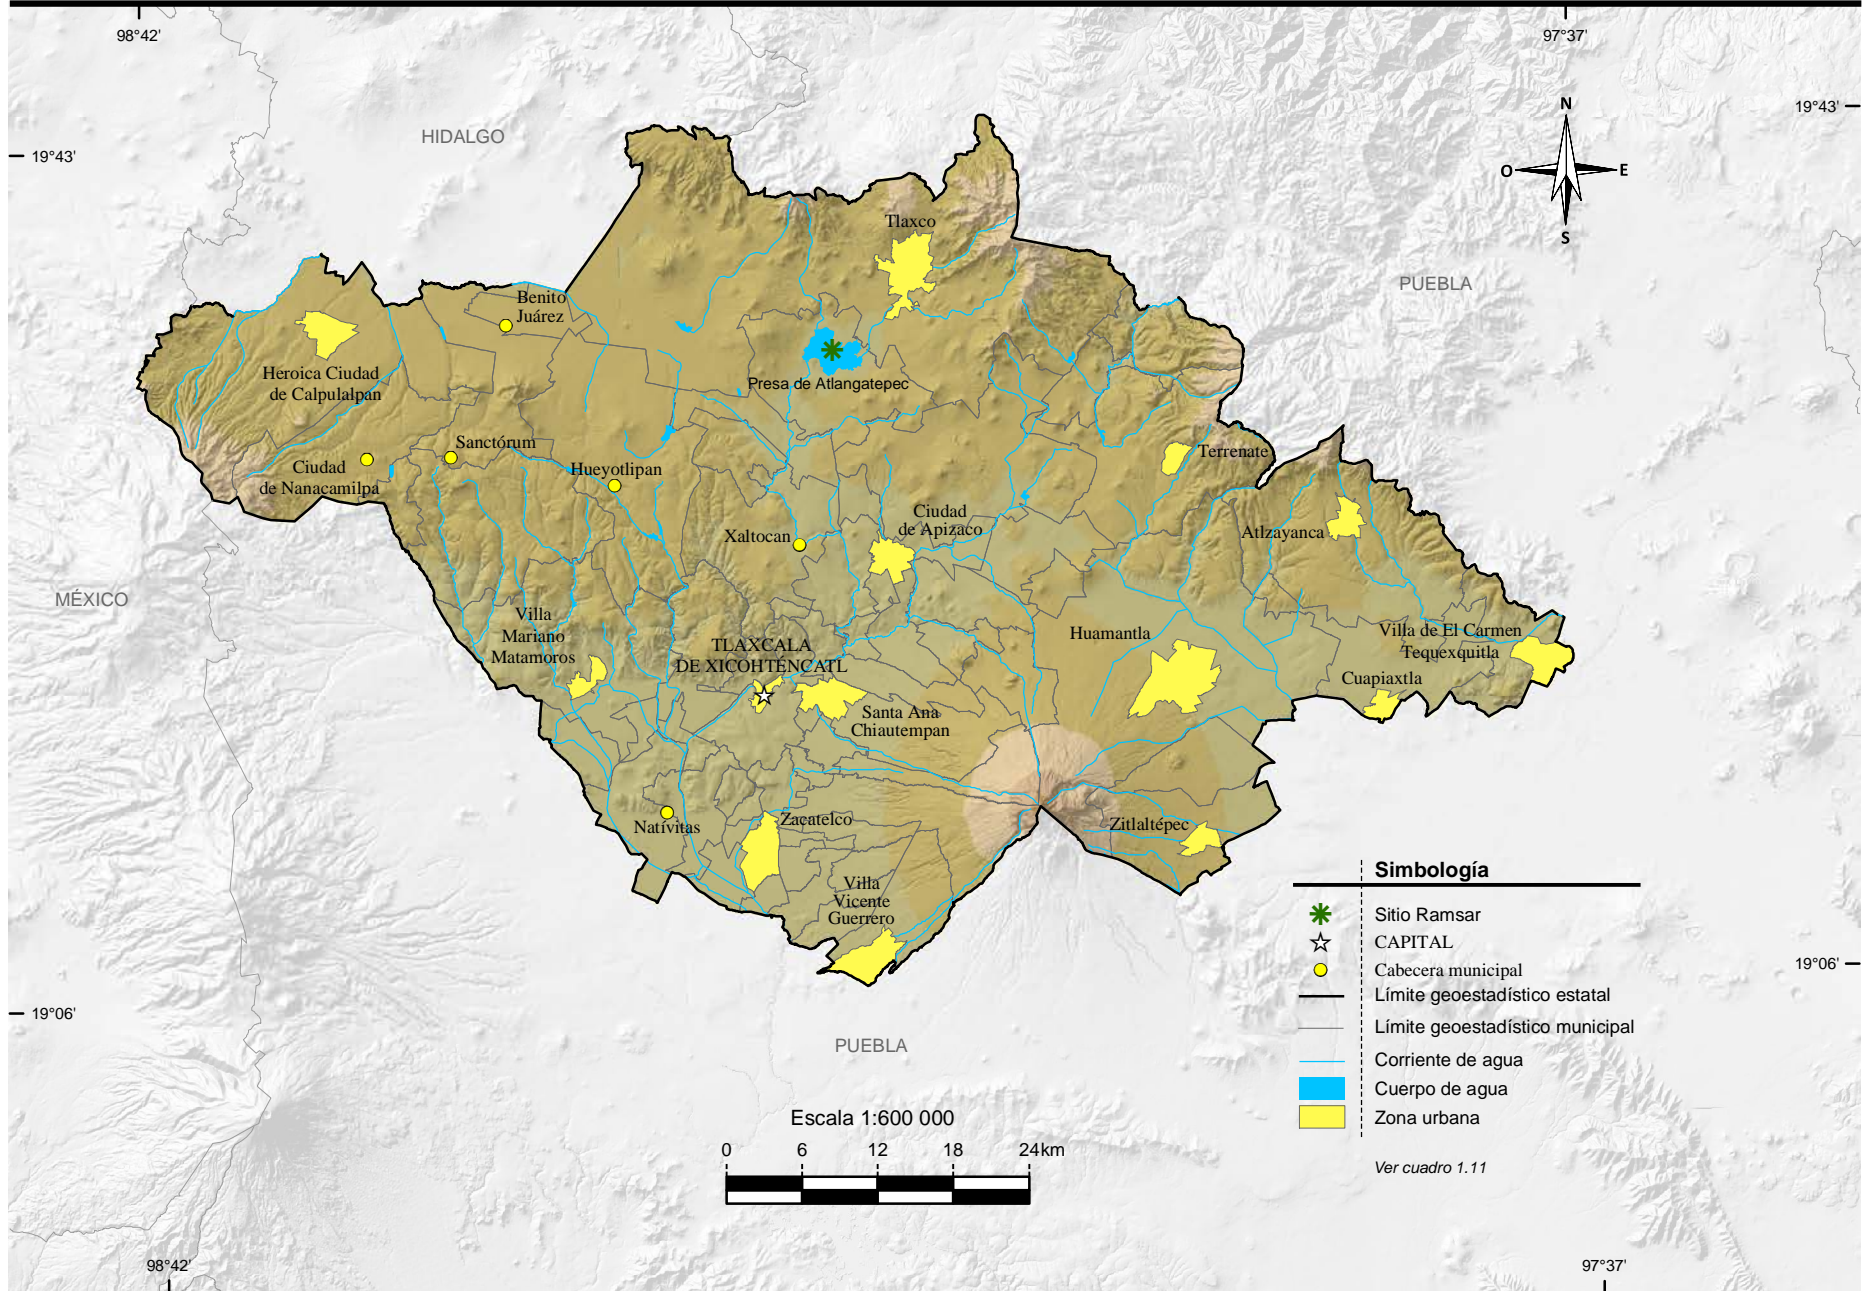 98°42'
97°37'
19°43'
19°43'
N
O
E
S
HIDALGO
PUEBLA
MÉXICO
Tlaxco
Benito
Juárez
Heroica Ciudad
de Calpulalpan
Presa de Atlangatepec
Sanctórum
Ciudad
de Nanacamilpa
Hueyotlipan
Terrenate
Xaltocan
Ciudad
de Apizaco
Atlzayanca
Villa
Mariano
Matamoros
TLAXCALA
DE XICOHTÉNCATL
Huamantla
Villa de El Carmen
Tequexquitla
Cuapiaxtla
Santa Ana
Chiautempan
Natívitas
Zacatelco
Zitlaltépec
Villa
Vicente
Guerrero
PUEBLA
19°06'
19°06'
Simbología
Sitio Ramsar
CAPITAL
Cabecera municipal
Límite geoestadístico estatal
Límite geoestadístico municipal
Corriente de agua
Cuerpo de agua
Zona urbana
Ver cuadro 1.11
Escala 1:600 000
0 6 12 18 24km
98°42'
97°37'